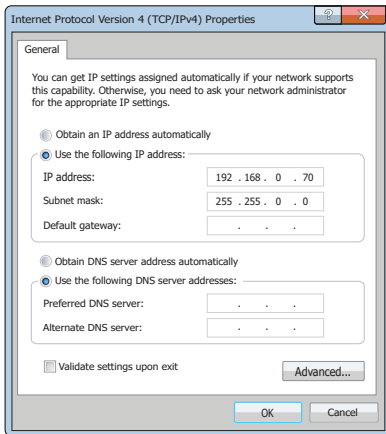 Internet Protocol Version 4 (TCP/IPv4) Properties ? X
General
You can get IP settings assigned automatically if your network supports
this capability. Otherwise, you need to ask your network administrator
for the appropriate IP settings.
Obtain an IP address automatically
Use the following IP address:
IP address: 192 . 168 . 0 . 70
Subnet mask: 255 . 255 . 0 . 0
Default gateway: . . .
Obtain DNS server address automatically
Use the following DNS server addresses:
Preferred DNS server: . . .
Alternate DNS server: . . .
Validate settings upon exit
Advanced...
OK Cancel